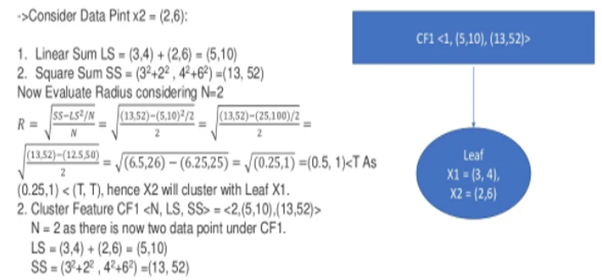 ->Consider Data Pint x2 = (2,6):
1. Linear Sum LS = (3,4) + (2,6) = (5,10)
2. Square Sum SS = (3²+2² , 4²+6²) =(13, 52)
Now Evaluate Radius considering N=2
R = √((SS−LS²/N)/N) = √(((13,52)−(5,10)²/2)/2) = √(((13,52)−(25,100)/2)/2) =
√(((13,52)−(12.5,50))/2) = √((6.5,26) − (6.25,25)) = √(0.25,1) =(0.5, 1)<T As
(0.25,1) < (T, T), hence X2 will cluster with Leaf X1.
2. Cluster Feature CF1 <N, LS, SS> = <2,(5,10),(13,52)>
N = 2 as there is now two data point under CF1.
LS = (3,4) + (2,6) = (5,10)
SS = (3²+2² , 4²+6²) =(13, 52)
CF1 <1, (5,10), (13,52)>
Leaf
X1 = (3, 4),
X2 = (2,6)